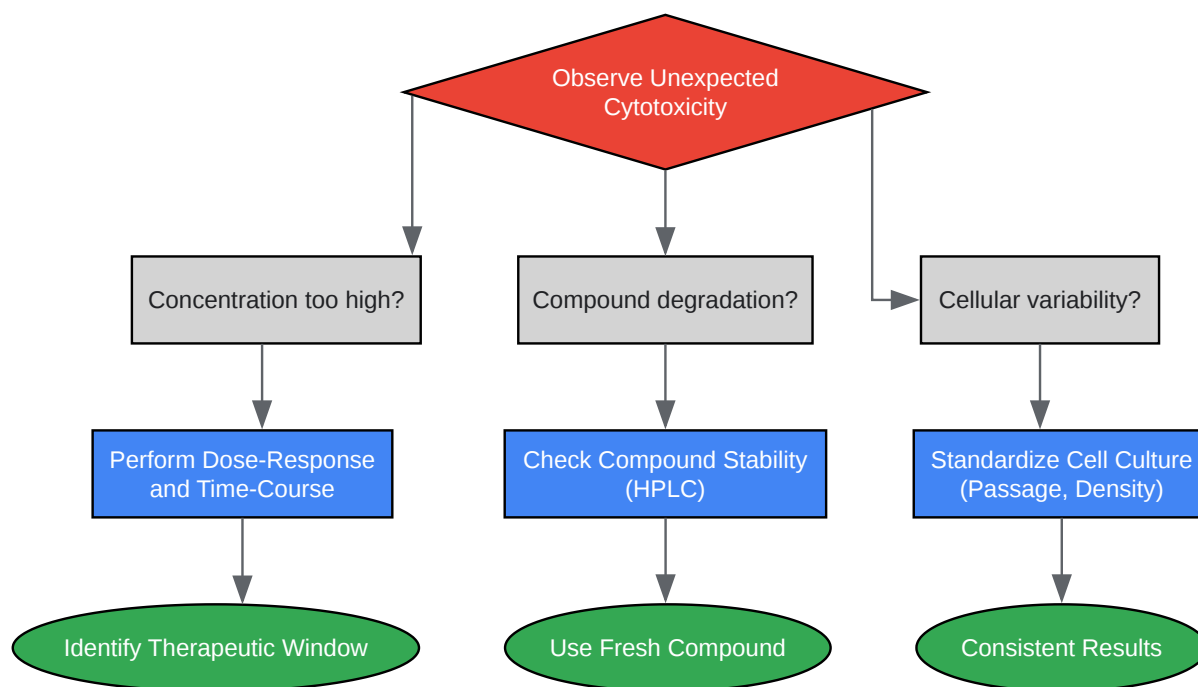 Observe Unexpected
Cytotoxicity
Concentration too high?
Compound degradation?
Cellular variability?
Perform Dose-Response
and Time-Course
Check Compound Stability
(HPLC)
Standardize Cell Culture
(Passage, Density)
Identify Therapeutic Window
Use Fresh Compound
Consistent Results